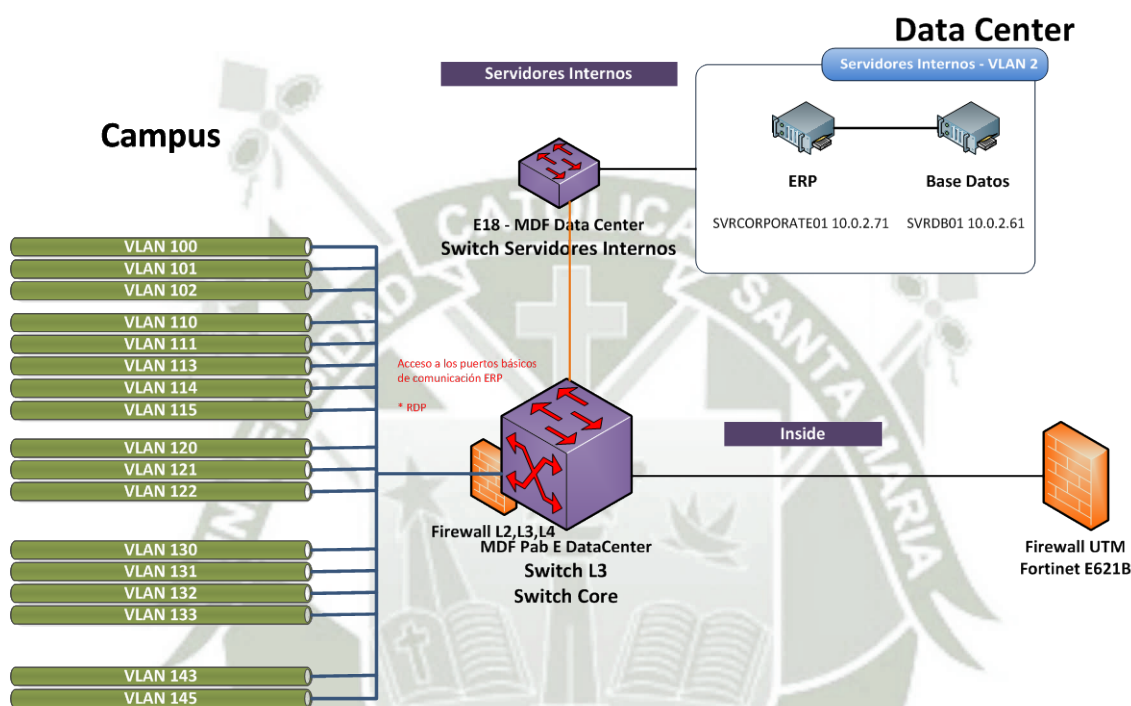 Data Center
Servidores Internos
Servidores Internos - VLAN 2
Campus
ERP
Base Datos
SVRCORPORATE01 10.0.2.71
SVRDB01 10.0.2.61
E18 - MDF Data Center
Switch Servidores Internos
VLAN 100
VLAN 101
VLAN 102
VLAN 110
VLAN 111
VLAN 113
VLAN 114
VLAN 115
VLAN 120
VLAN 121
VLAN 122
VLAN 130
VLAN 131
VLAN 132
VLAN 133
VLAN 143
VLAN 145
Acceso a los puertos básicos
de comunicación ERP
* RDP
Inside
Firewall L2,L3,L4
MDF Pab E DataCenter
Switch L3
Switch Core
Firewall UTM
Fortinet E621B
CATOLICA
SANTA MARIA